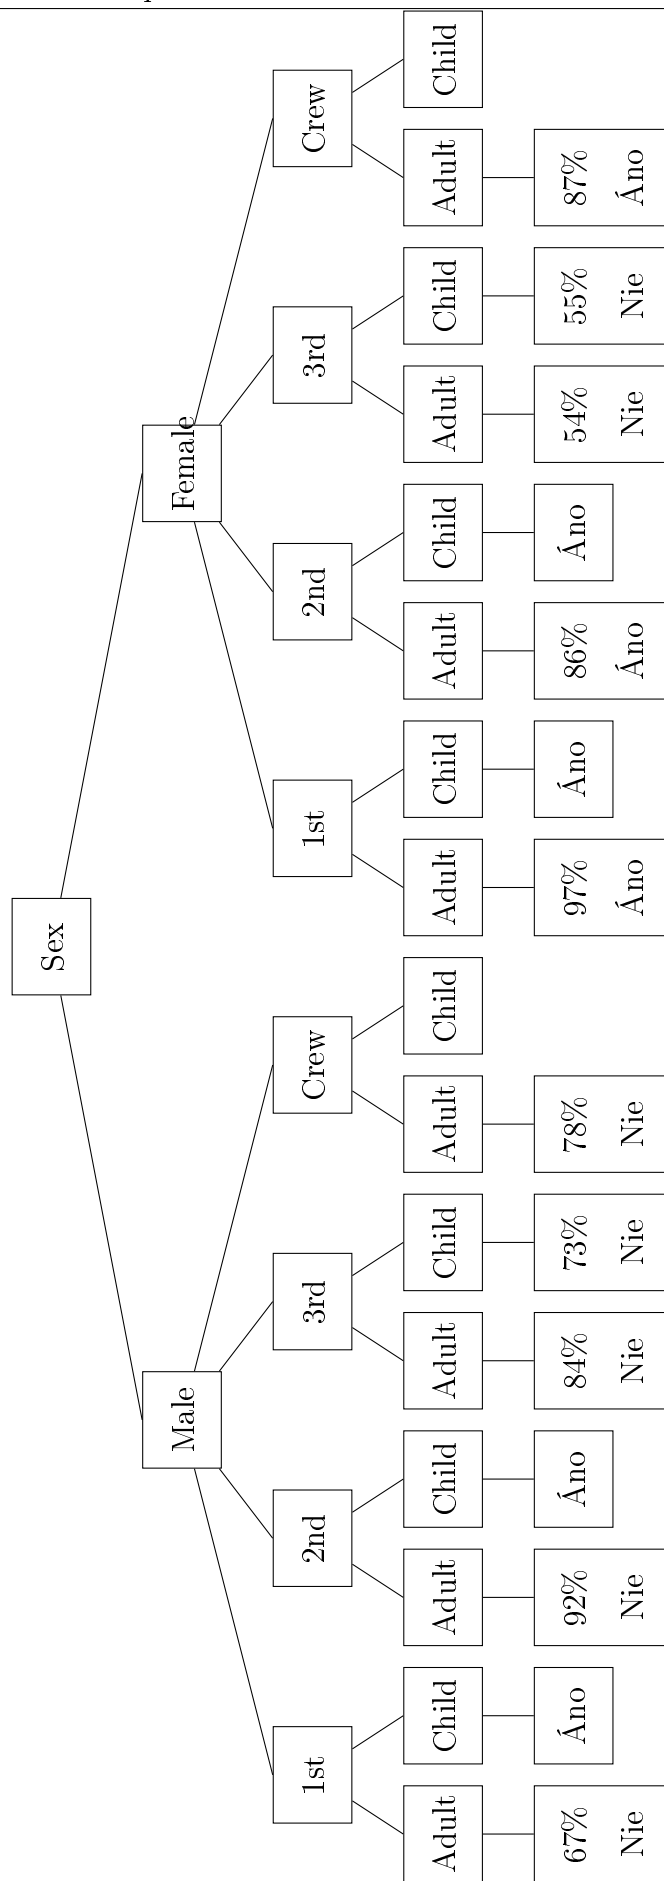 Sex
Male
Female
1st
2nd
3rd
Crew
1st
2nd
3rd
Crew
Adult
Child
Adult
Child
Adult
Child
Adult
Child
Adult
Child
Adult
Child
Adult
Child
Adult
Child
67%
Nie
Áno
92%
Nie
Áno
84%
Nie
73%
Nie
78%
Nie
97%
Áno
Áno
86%
Áno
Áno
54%
Nie
55%
Nie
87%
Áno